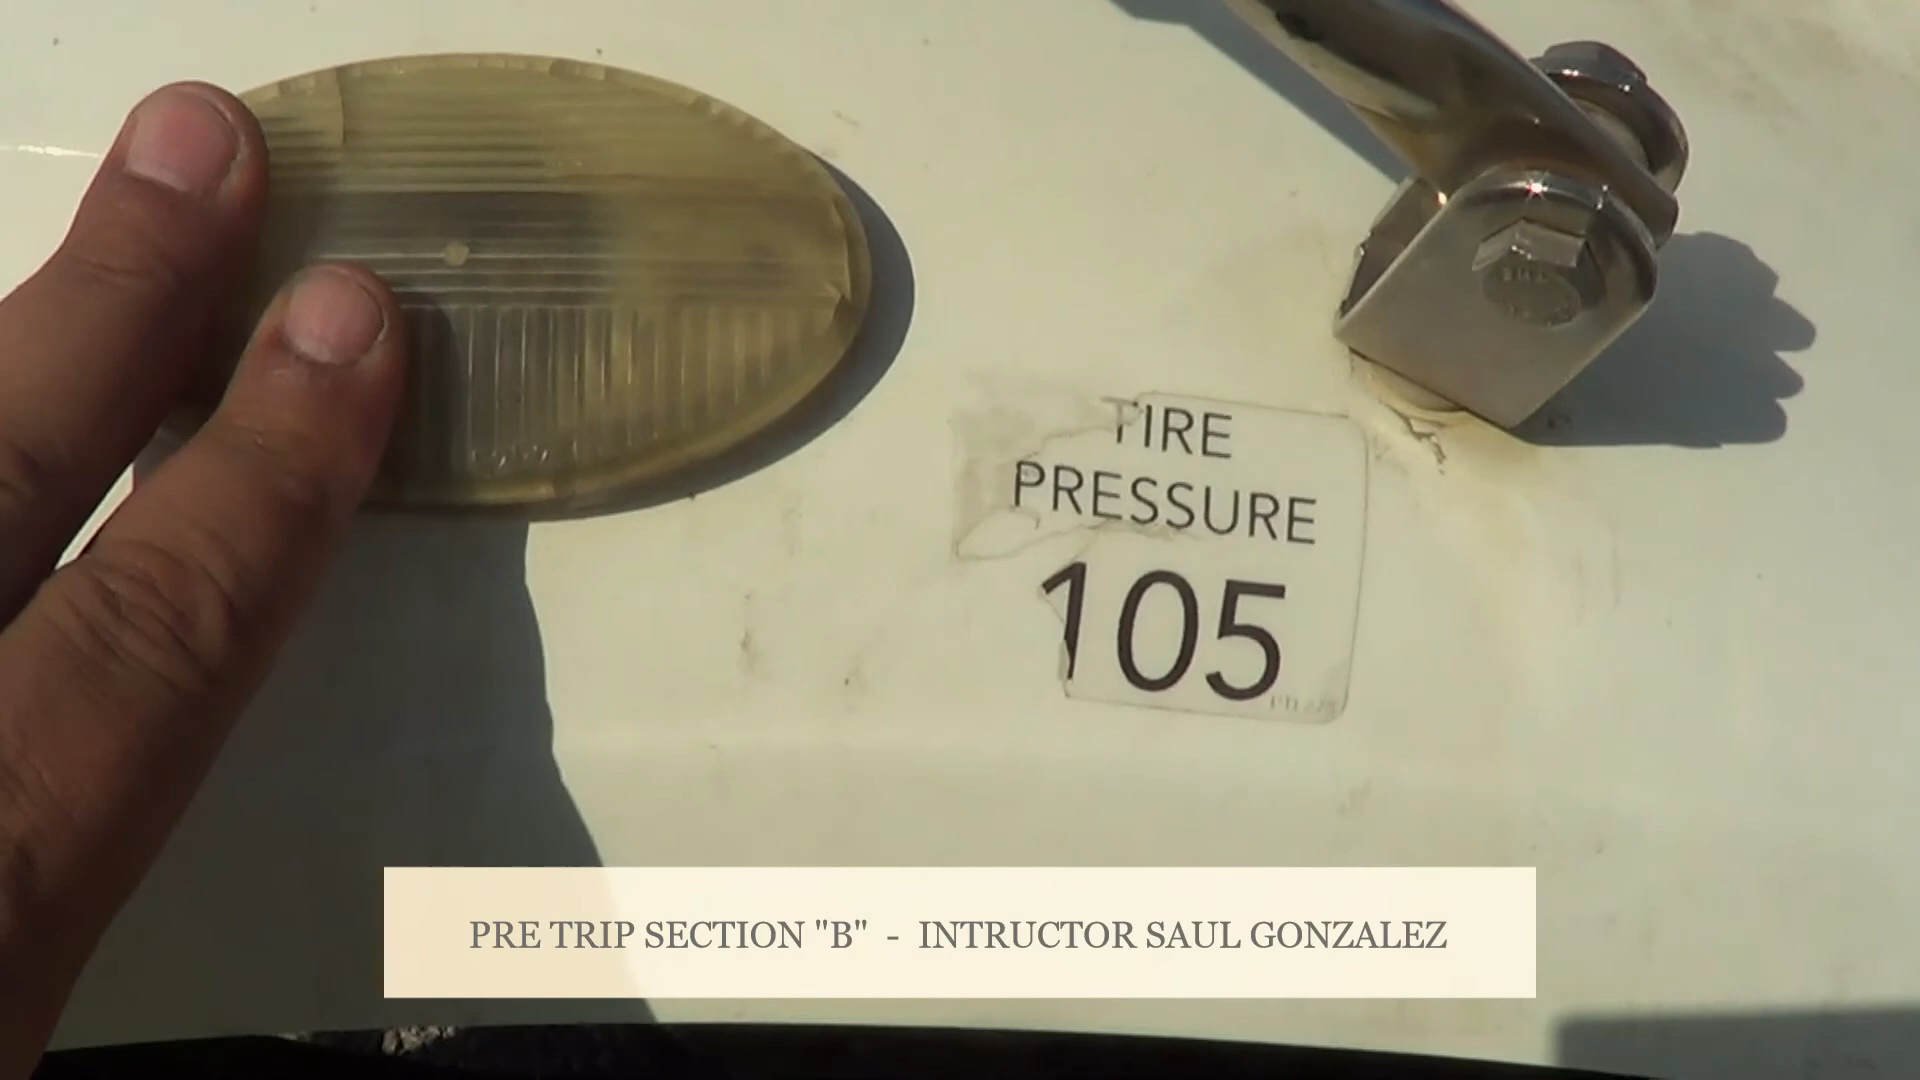 TIRE
PRESSURE
105
PRE TRIP SECTION "B" - INTRUCTOR SAUL GONZALEZ